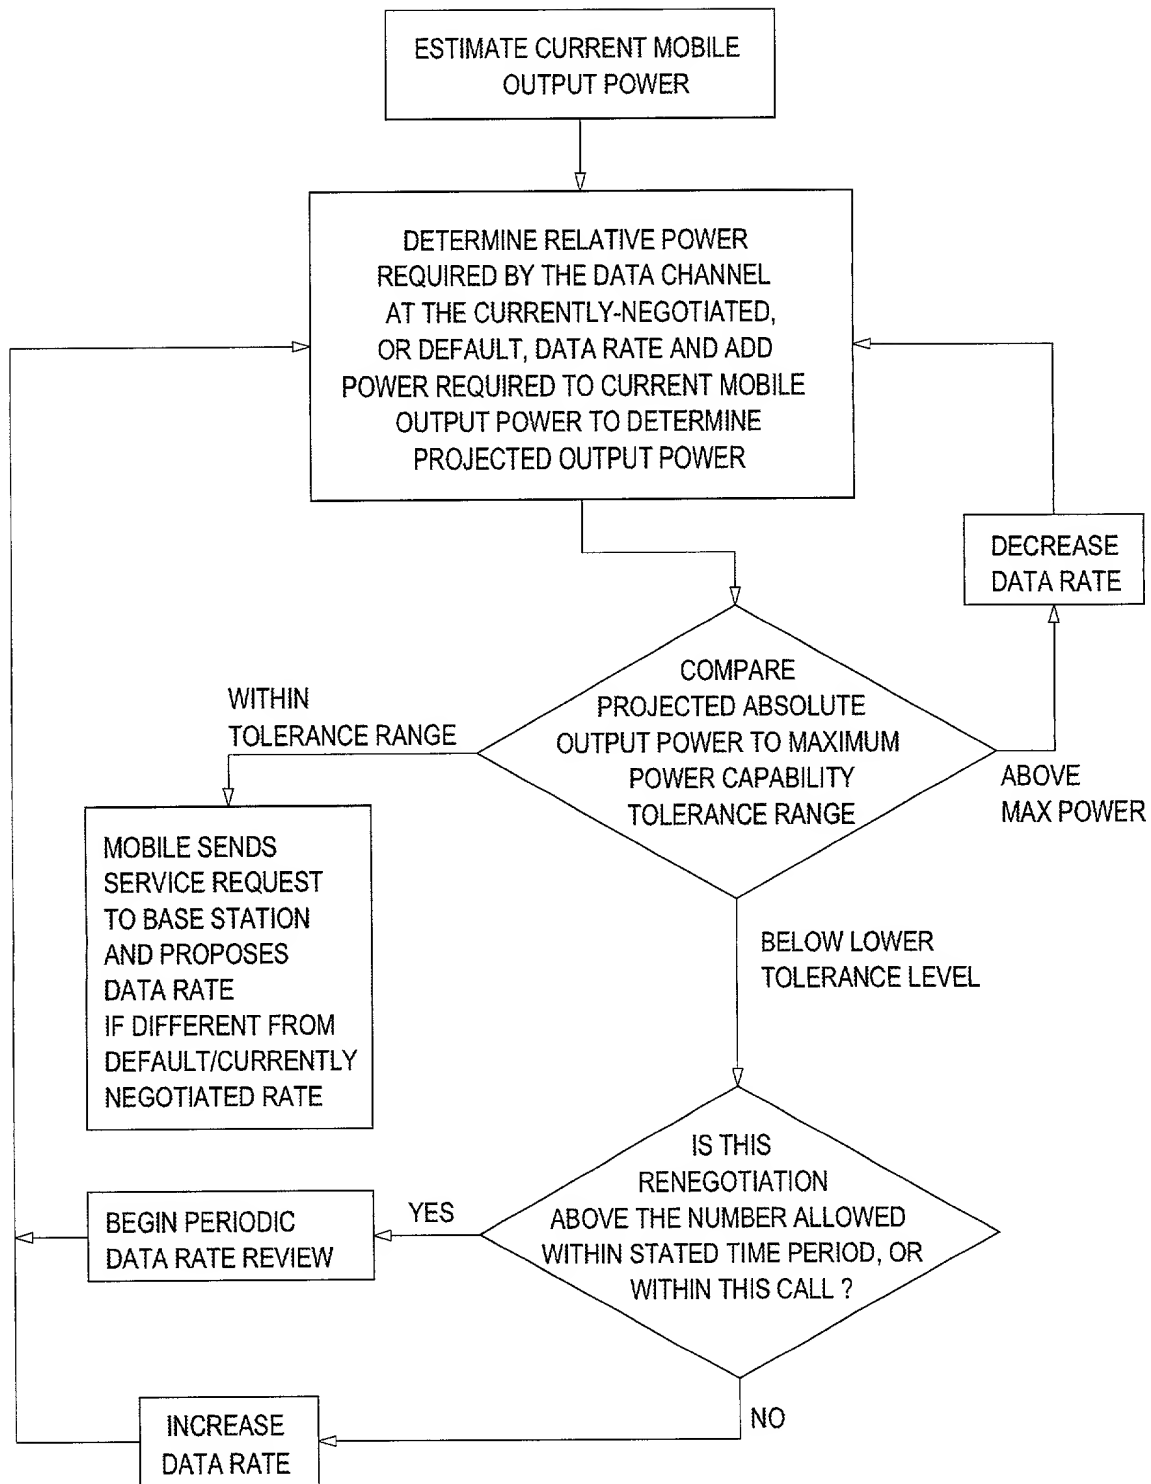 ESTIMATE CURRENT MOBILE
OUTPUT POWER
DETERMINE RELATIVE POWER
REQUIRED BY THE DATA CHANNEL
AT THE CURRENTLY-NEGOTIATED,
OR DEFAULT, DATA RATE AND ADD
POWER REQUIRED TO CURRENT MOBILE
OUTPUT POWER TO DETERMINE
PROJECTED OUTPUT POWER
DECREASE
DATA RATE
COMPARE
PROJECTED ABSOLUTE
OUTPUT POWER TO MAXIMUM
POWER CAPABILITY
TOLERANCE RANGE
WITHIN
TOLERANCE RANGE
ABOVE
MAX POWER
MOBILE SENDS
SERVICE REQUEST
TO BASE STATION
AND PROPOSES
DATA RATE
IF DIFFERENT FROM
DEFAULT/CURRENTLY
NEGOTIATED RATE
BELOW LOWER
TOLERANCE LEVEL
IS THIS
RENEGOTIATION
ABOVE THE NUMBER ALLOWED
WITHIN STATED TIME PERIOD, OR
WITHIN THIS CALL ?
YES
BEGIN PERIODIC
DATA RATE REVIEW
NO
INCREASE
DATA RATE